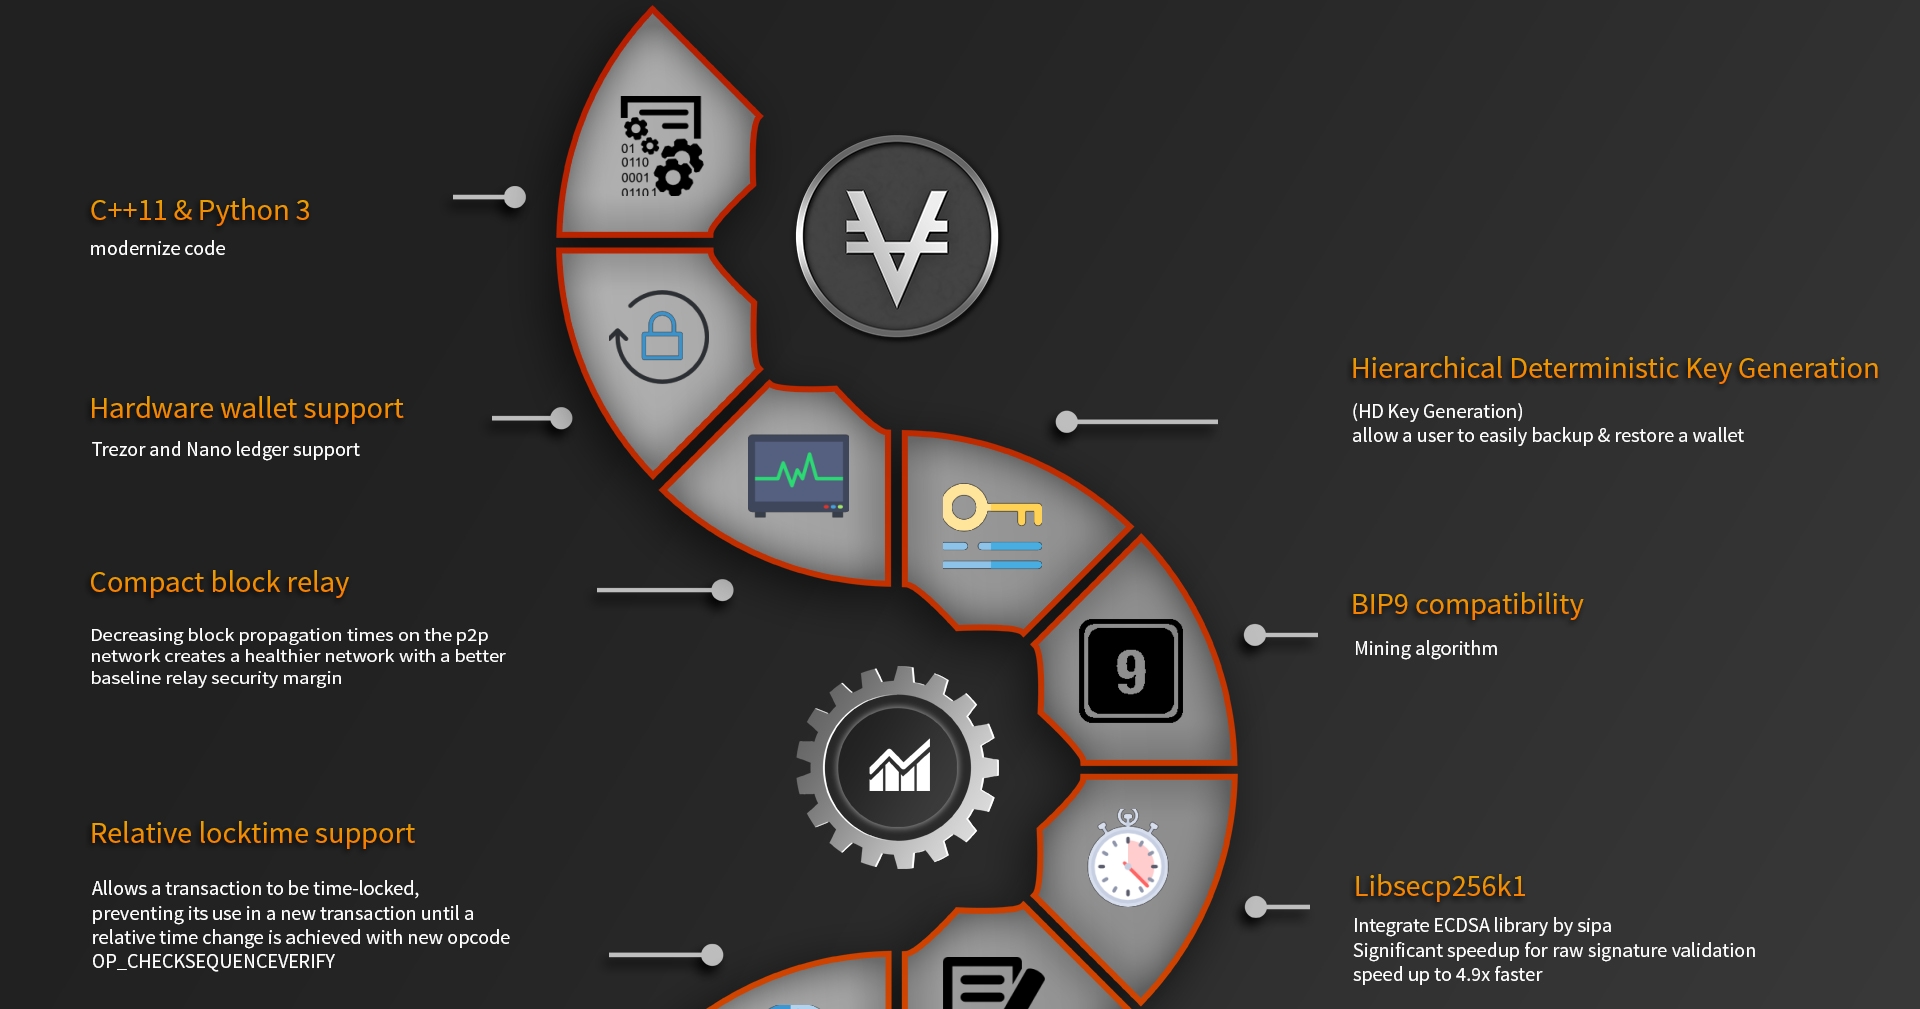 01
0110
0001
01101
C++11 & Python 3
modernize code
Hardware wallet support
Trezor and Nano ledger support
Compact block relay
Decreasing block propagation times on the p2p
network creates a healthier network with a better
baseline relay security margin
Relative locktime support
Allows a transaction to be time-locked,
preventing its use in a new transaction until a
relative time change is achieved with new opcode
OP_CHECKSEQUENCEVERIFY
Hierarchical Deterministic Key Generation
(HD Key Generation)
allow a user to easily backup & restore a wallet
9
BIP9 compatibility
Mining algorithm
Libsecp256k1
Integrate ECDSA library by sipa
Significant speedup for raw signature validation
speed up to 4.9x faster